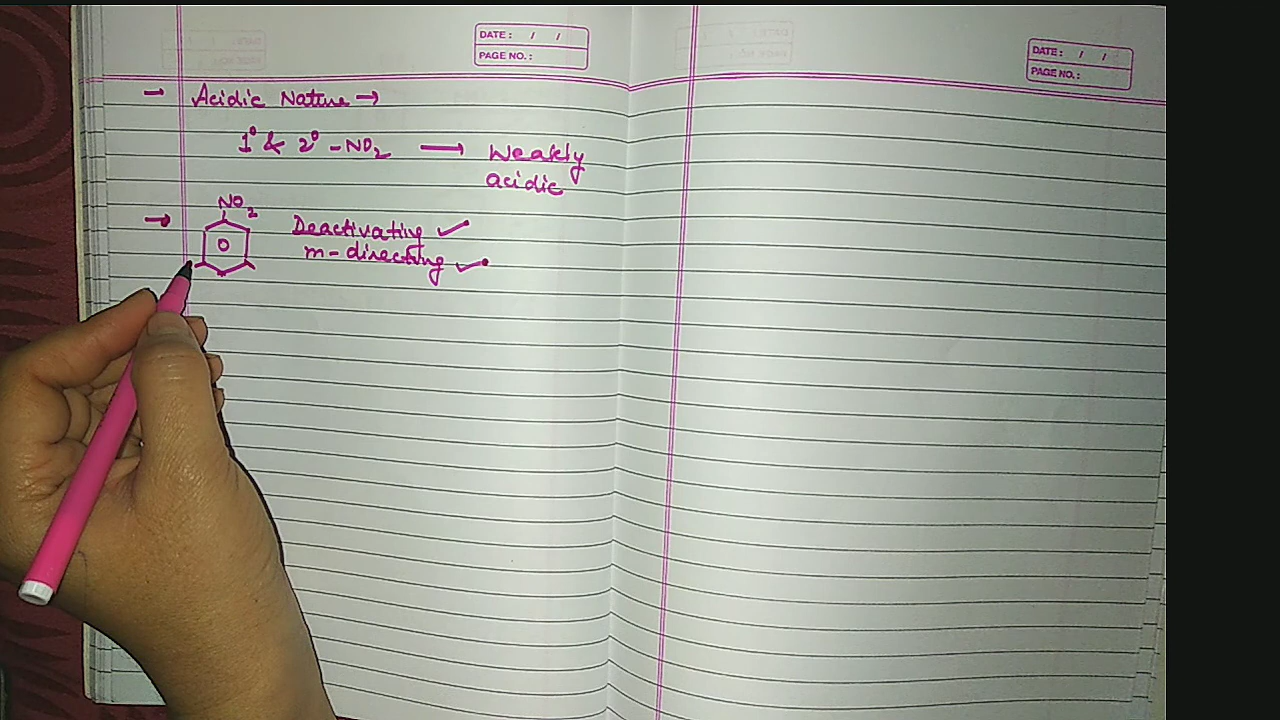 DATE: / /
PAGE NO.:
DATE: / /
PAGE NO.:
→ Acidic Nature →
1° & 2° - NO2 → Weakly
acidic
NO2
→ Deactivating ✓
m-directing ✓